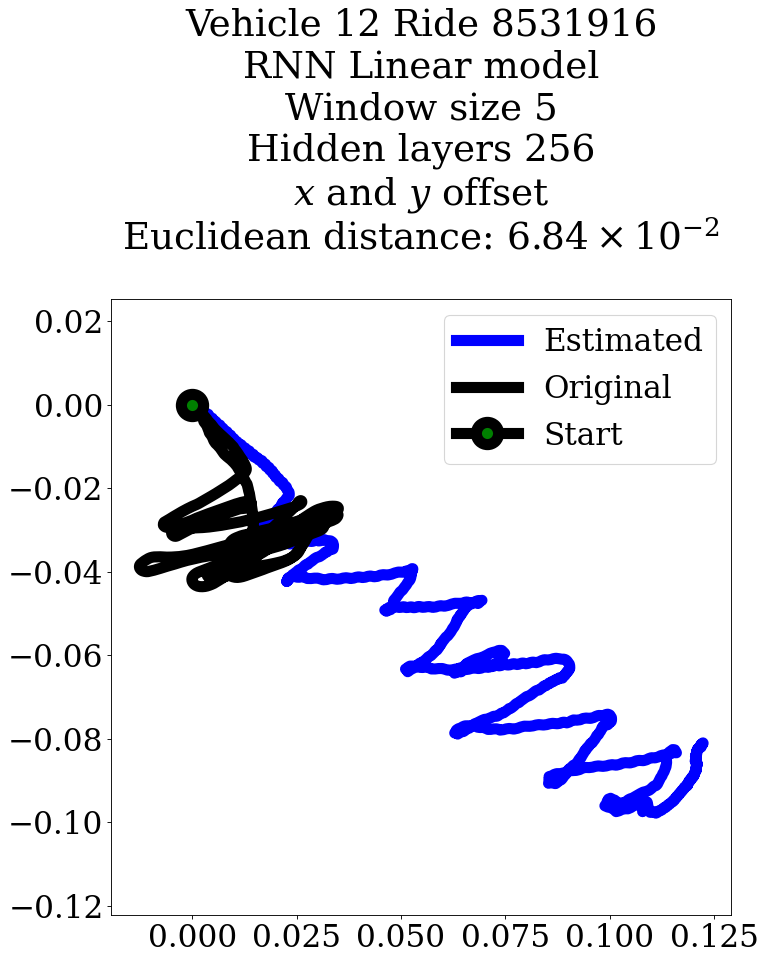 Vehicle 12 Ride 8531916
RNN Linear model
Window size 5
Hidden layers 256
x and y offset
Euclidean distance: 6.84 × 10⁻²
Estimated
Original
Start
0.02
0.00
−0.02
−0.04
−0.06
−0.08
−0.10
−0.12
0.000 0.025 0.050 0.075 0.100 0.125